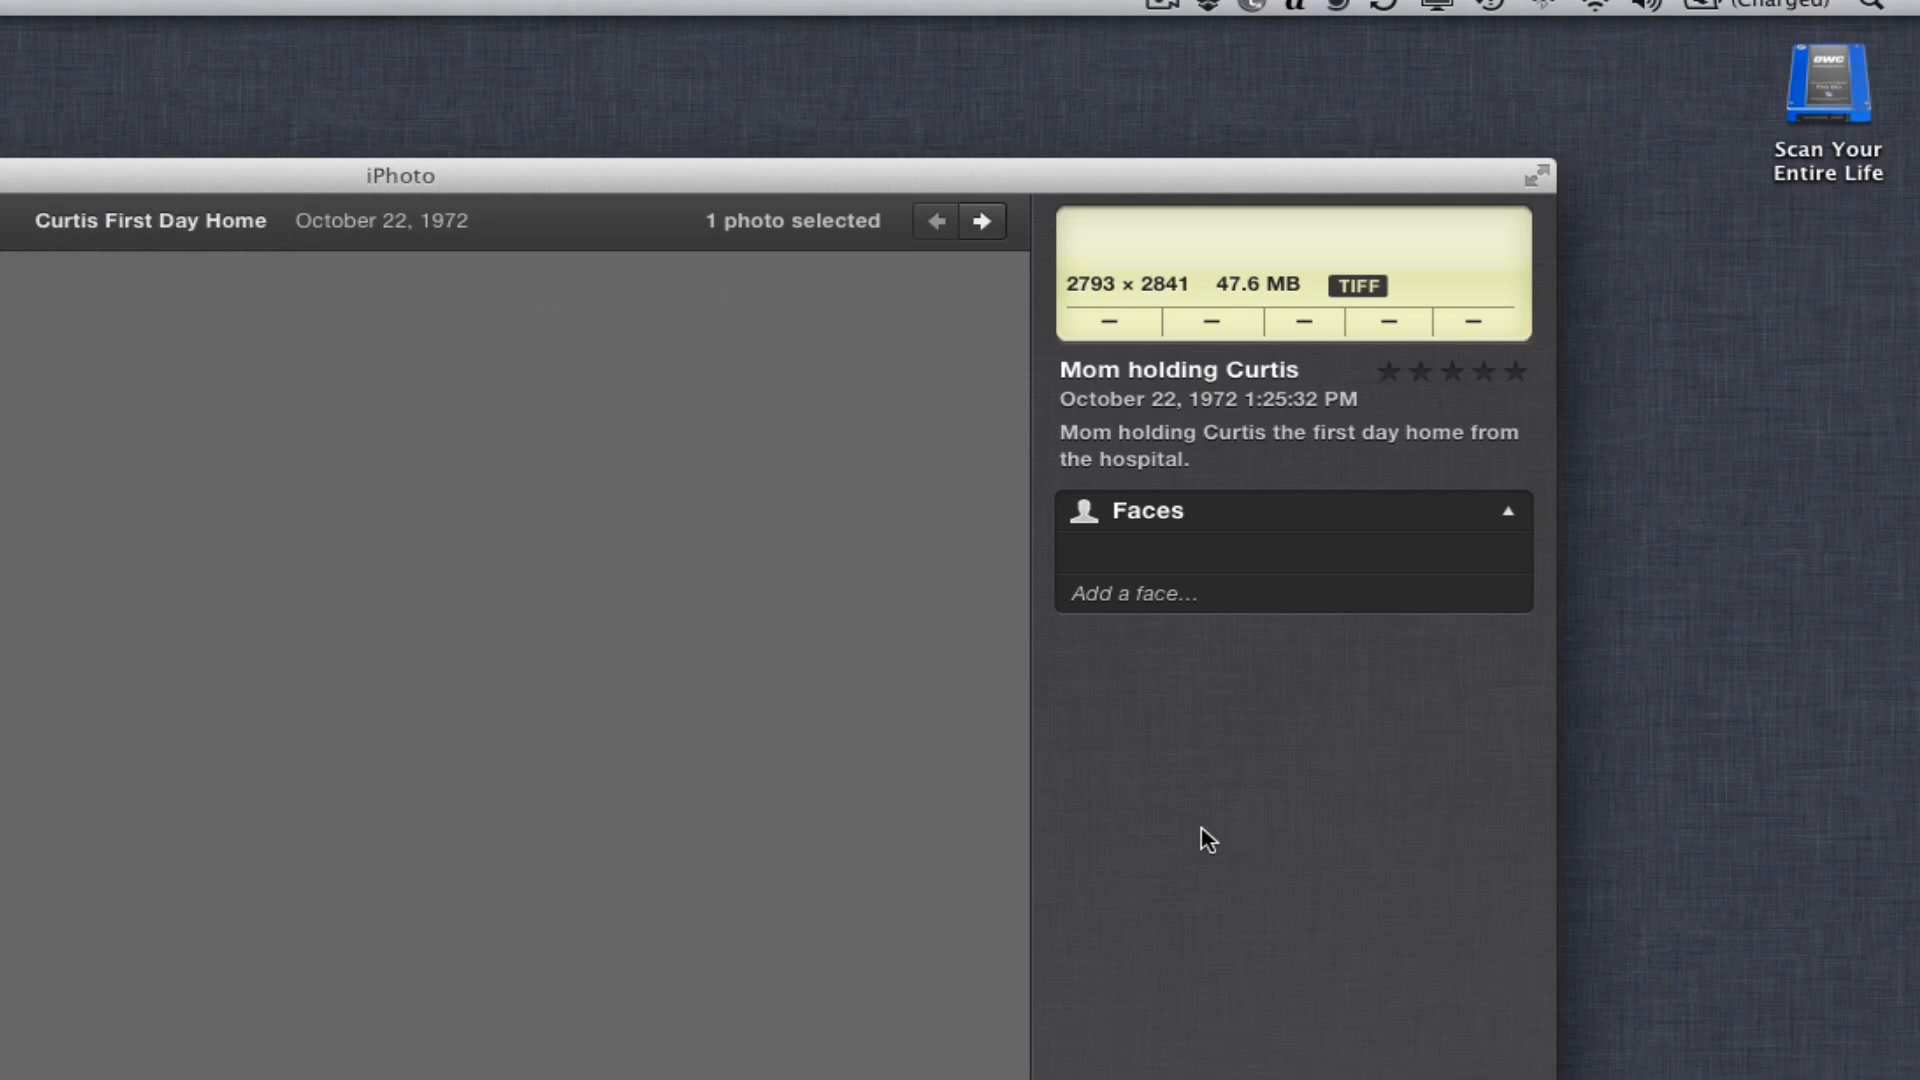 (Charged)
OWC
Scan Your
Entire Life
iPhoto
Curtis First Day Home October 22, 1972 1 photo selected
2793 × 2841 47.6 MB TIFF
– – – – –
Mom holding Curtis
October 22, 1972 1:25:32 PM
Mom holding Curtis the first day home from
the hospital.
Faces
Add a face...